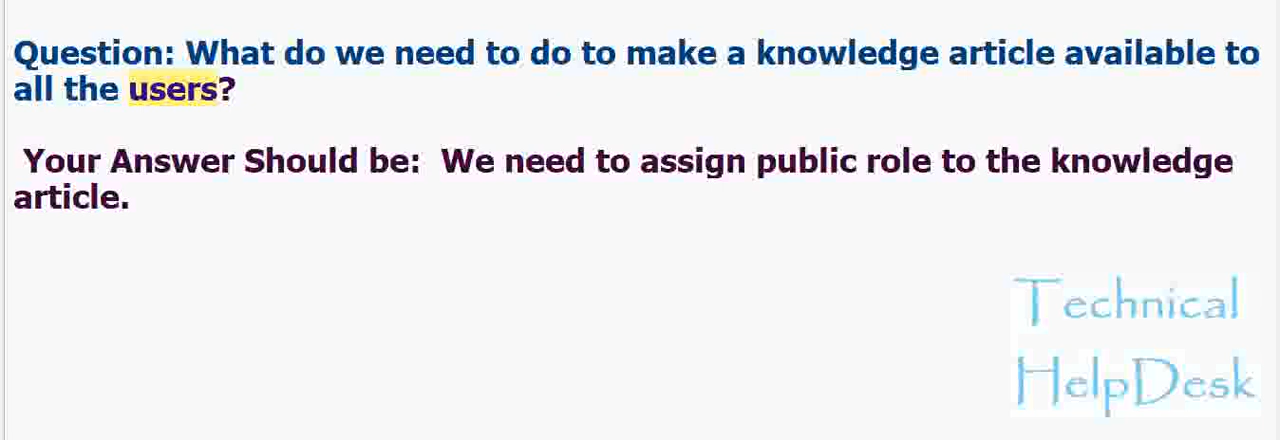 Question: What do we need to do to make a knowledge article available to
all the users?
Your Answer Should be: We need to assign public role to the knowledge
article.
Technical
HelpDesk